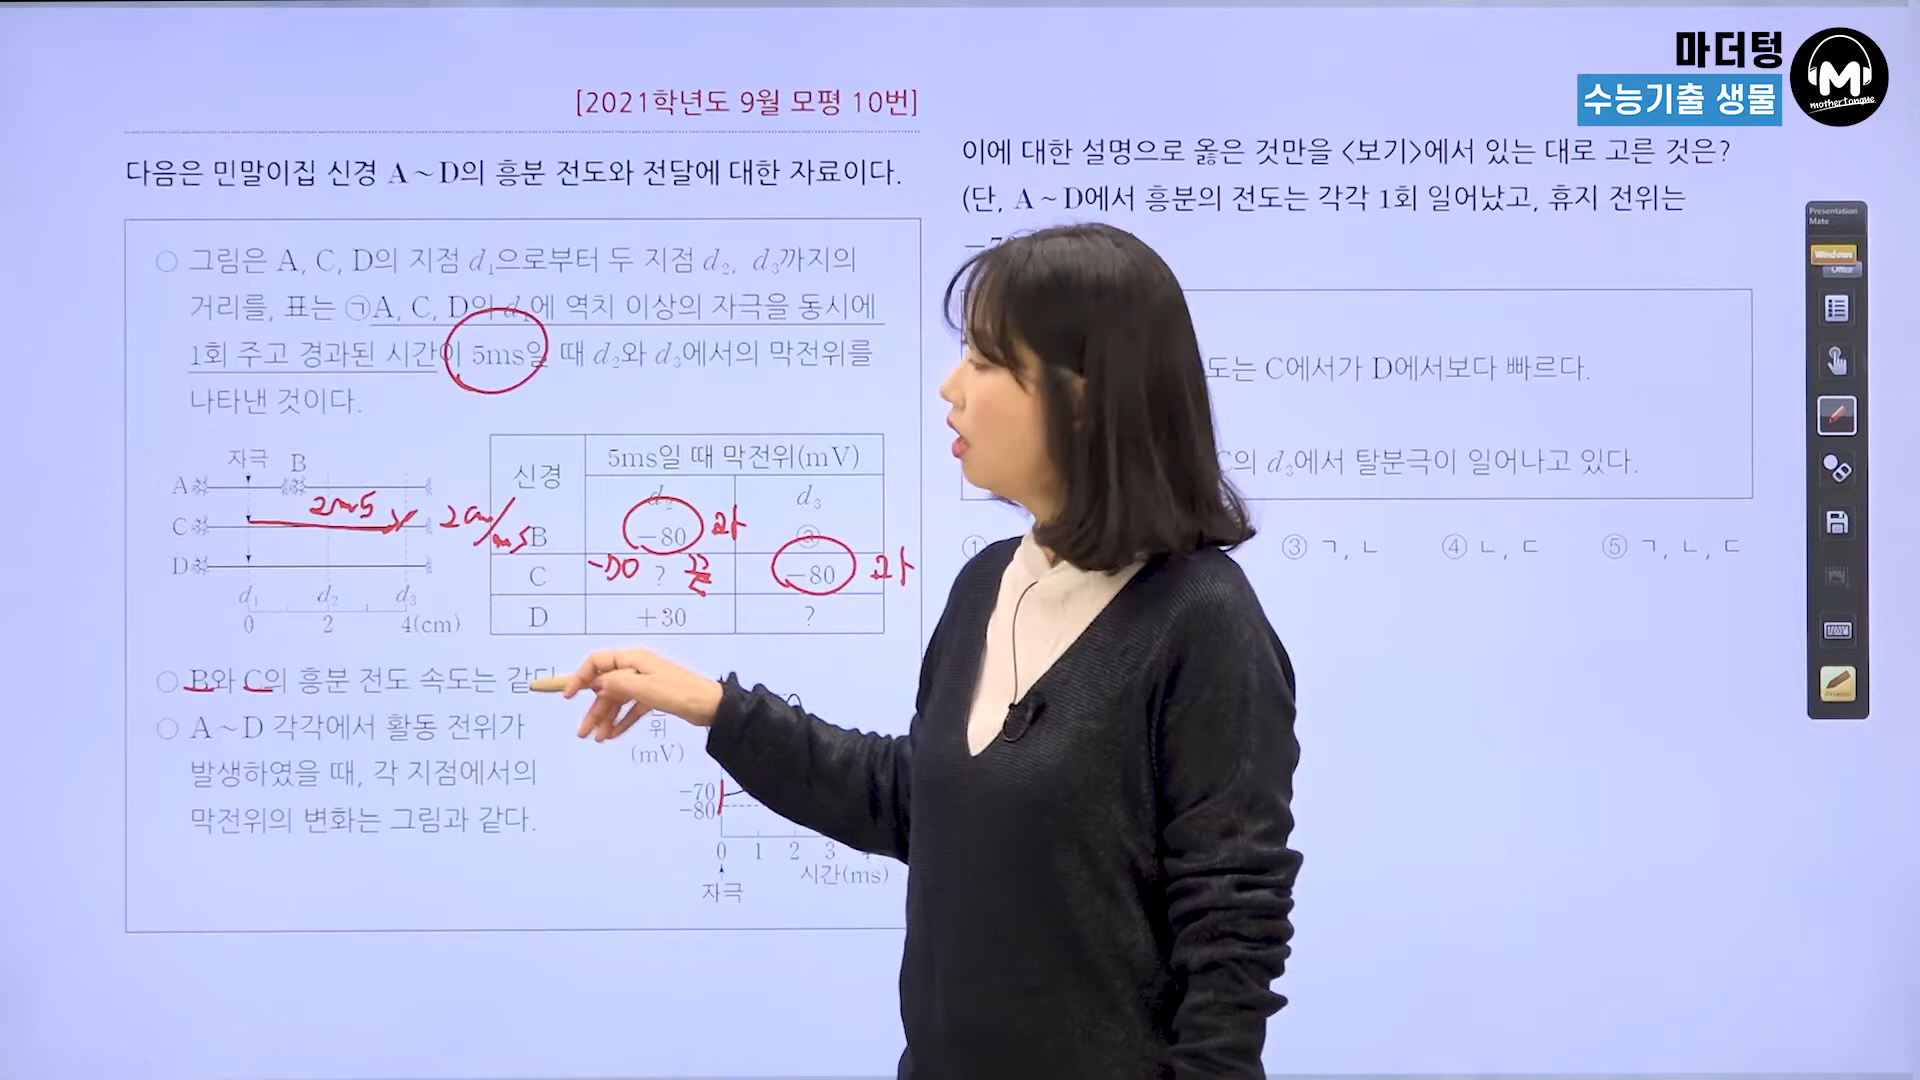 마더텅
수능기출 생물
mothertongue
[2021학년도 9월 모평 10번]
다음은 민말이집 신경 A～D의 흥분 전도와 전달에 대한 자료이다.
○ 그림은 A, C, D의 지점 d₁으로부터 두 지점 d₂, d₃까지의
거리를, 표는 ㉠A, C, D의 d₁에 역치 이상의 자극을 동시에
1회 주고 경과된 시간이 5ms일 때 d₂와 d₃에서의 막전위를
나타낸 것이다.
자극 B
A
C
D
2ms
2cm/ms
d₁ d₂ d₃
0 2 4(cm)
신경 5ms일 때 막전위(mV)
d₂ d₃
B -80 과
C -70 ? 끝 -80 과
D +30 ?
○ B와 C의 흥분 전도 속도는 같다
○ A～D 각각에서 활동 전위가
발생하였을 때, 각 지점에서의
막전위의 변화는 그림과 같다.
위
(mV)
-70
-80
0 1 2 3
시간(ms)
자극
이에 대한 설명으로 옳은 것만을 <보기>에서 있는 대로 고른 것은?
(단, A～D에서 흥분의 전도는 각각 1회 일어났고, 휴지 전위는
도는 C에서가 D에서보다 빠르다.
C의 d₃에서 탈분극이 일어나고 있다.
① ③ ㄱ, ㄴ ④ ㄴ, ㄷ ⑤ ㄱ, ㄴ, ㄷ
Presentation
Mate
Windows
Office